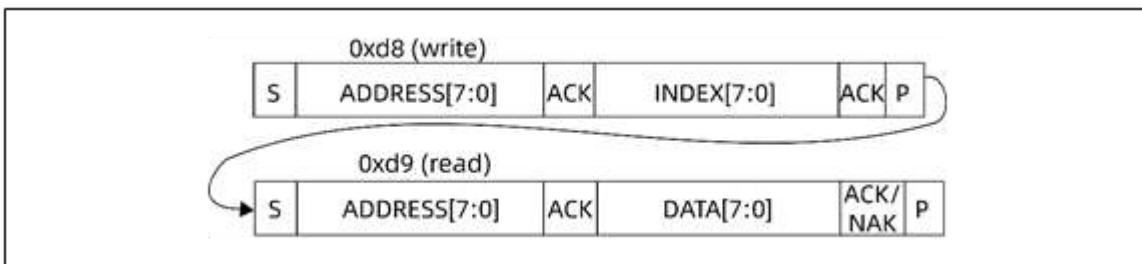 0xd8 (write)
S ADDRESS[7:0] ACK INDEX[7:0] ACK P
0xd9 (read)
S ADDRESS[7:0] ACK DATA[7:0] ACK/ NAK P